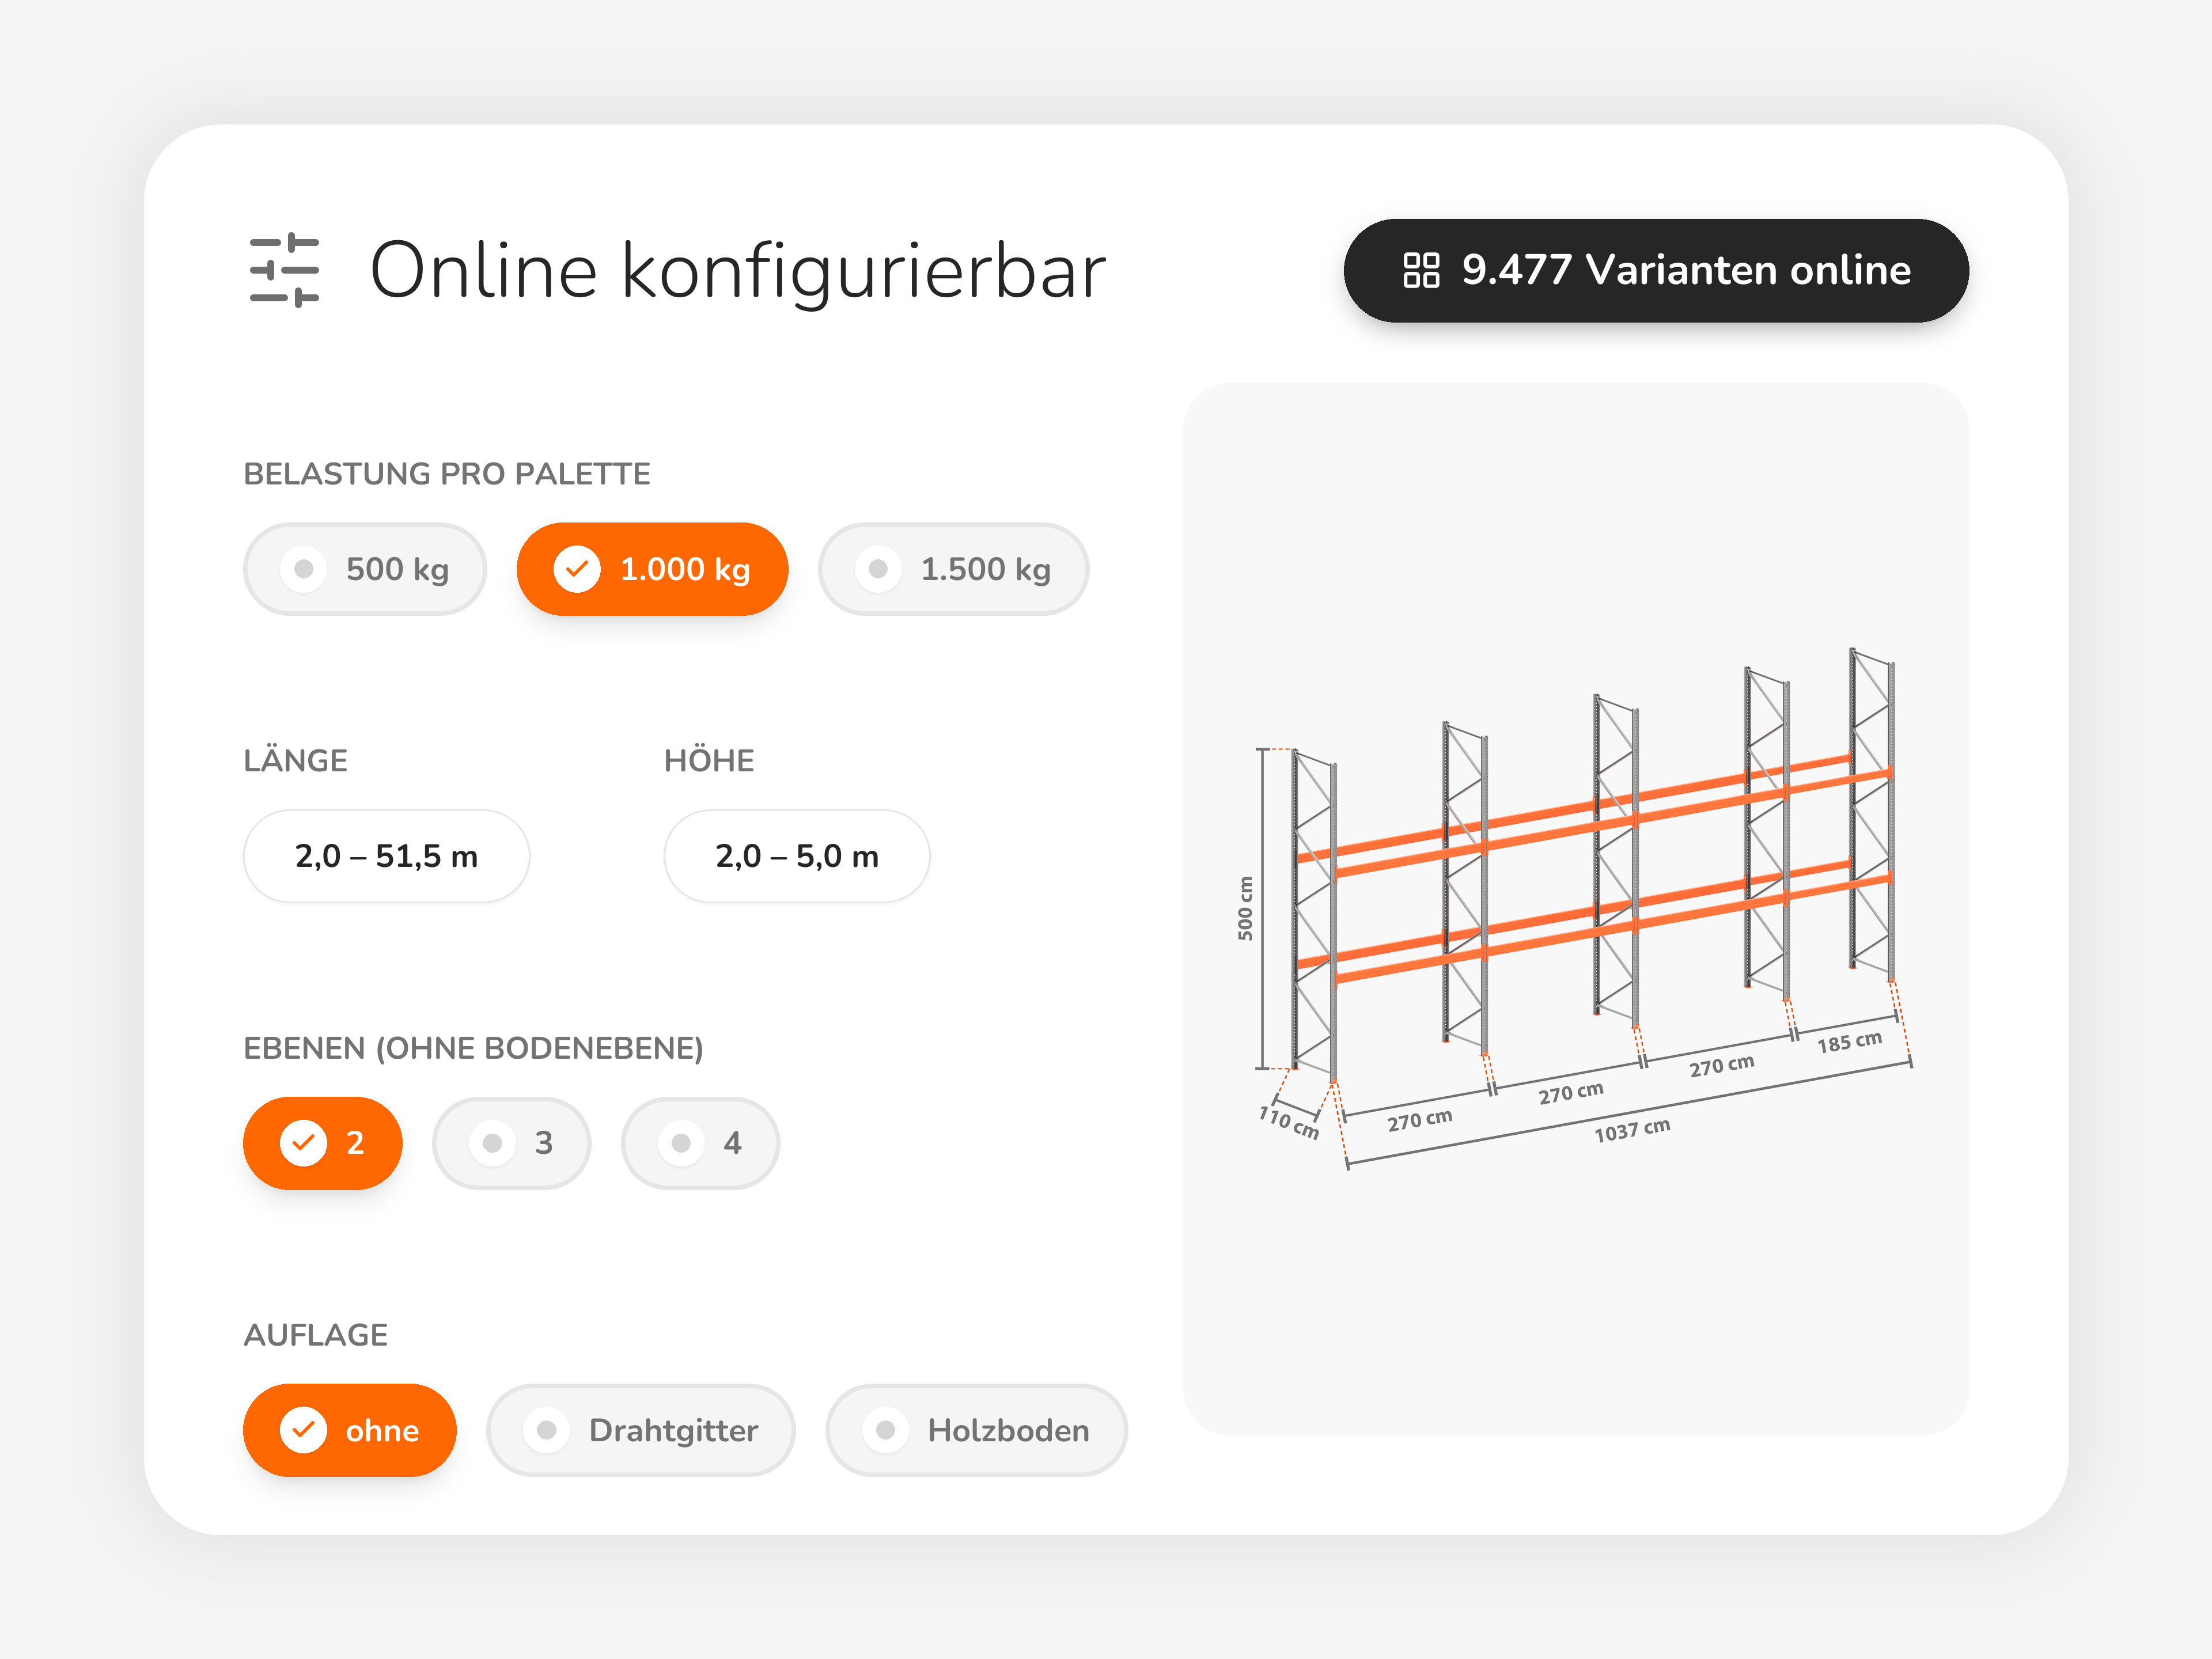 Online konfigurierbar
9.477 Varianten online
BELASTUNG PRO PALETTE
500 kg
1.000 kg
1.500 kg
LÄNGE
HÖHE
2,0 – 51,5 m
2,0 – 5,0 m
EBENEN (OHNE BODENEBENE)
2
3
4
AUFLAGE
ohne
Drahtgitter
Holzboden
500 cm
110 cm
270 cm
270 cm
270 cm
185 cm
1037 cm